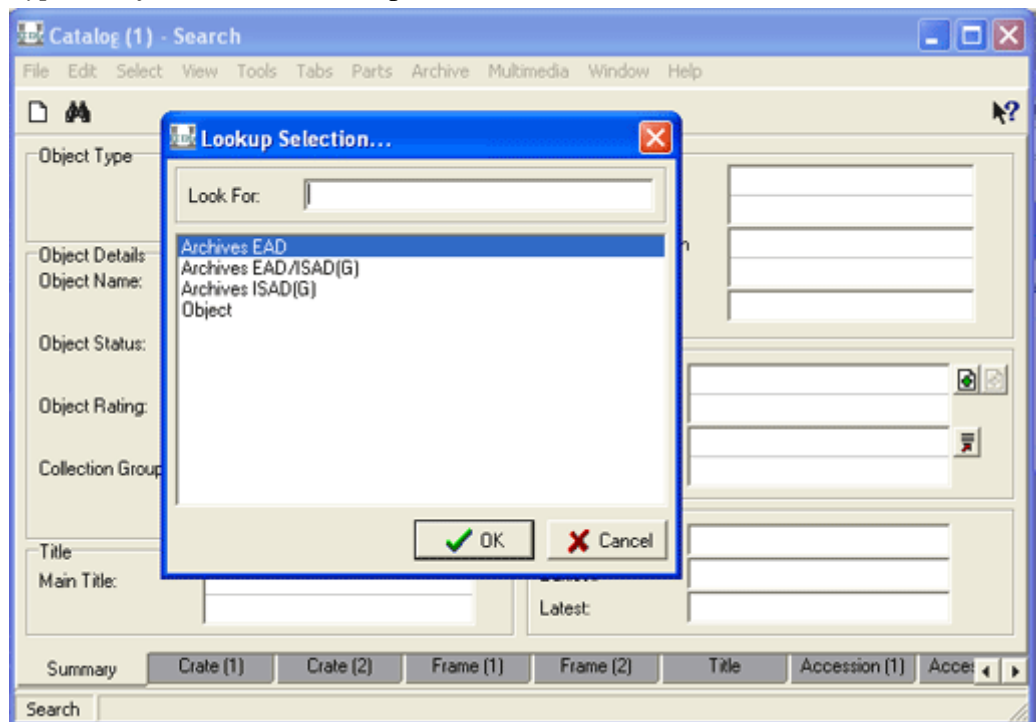 Catalog (1) - Search
File Edit Select View Tools Tabs Parts Archive Multimedia Window Help
Lookup Selection...
Object Type
Look For:
Archives EAD
Archives EAD/ISAD(G)
Archives ISAD(G)
Object
Object Details
Object Name:
Object Status:
Object Rating:
Collection Group
OK
Cancel
Title
Main Title:
Latest:
Summary
Crate (1)
Crate (2)
Frame (1)
Frame (2)
Title
Accession (1)
Search